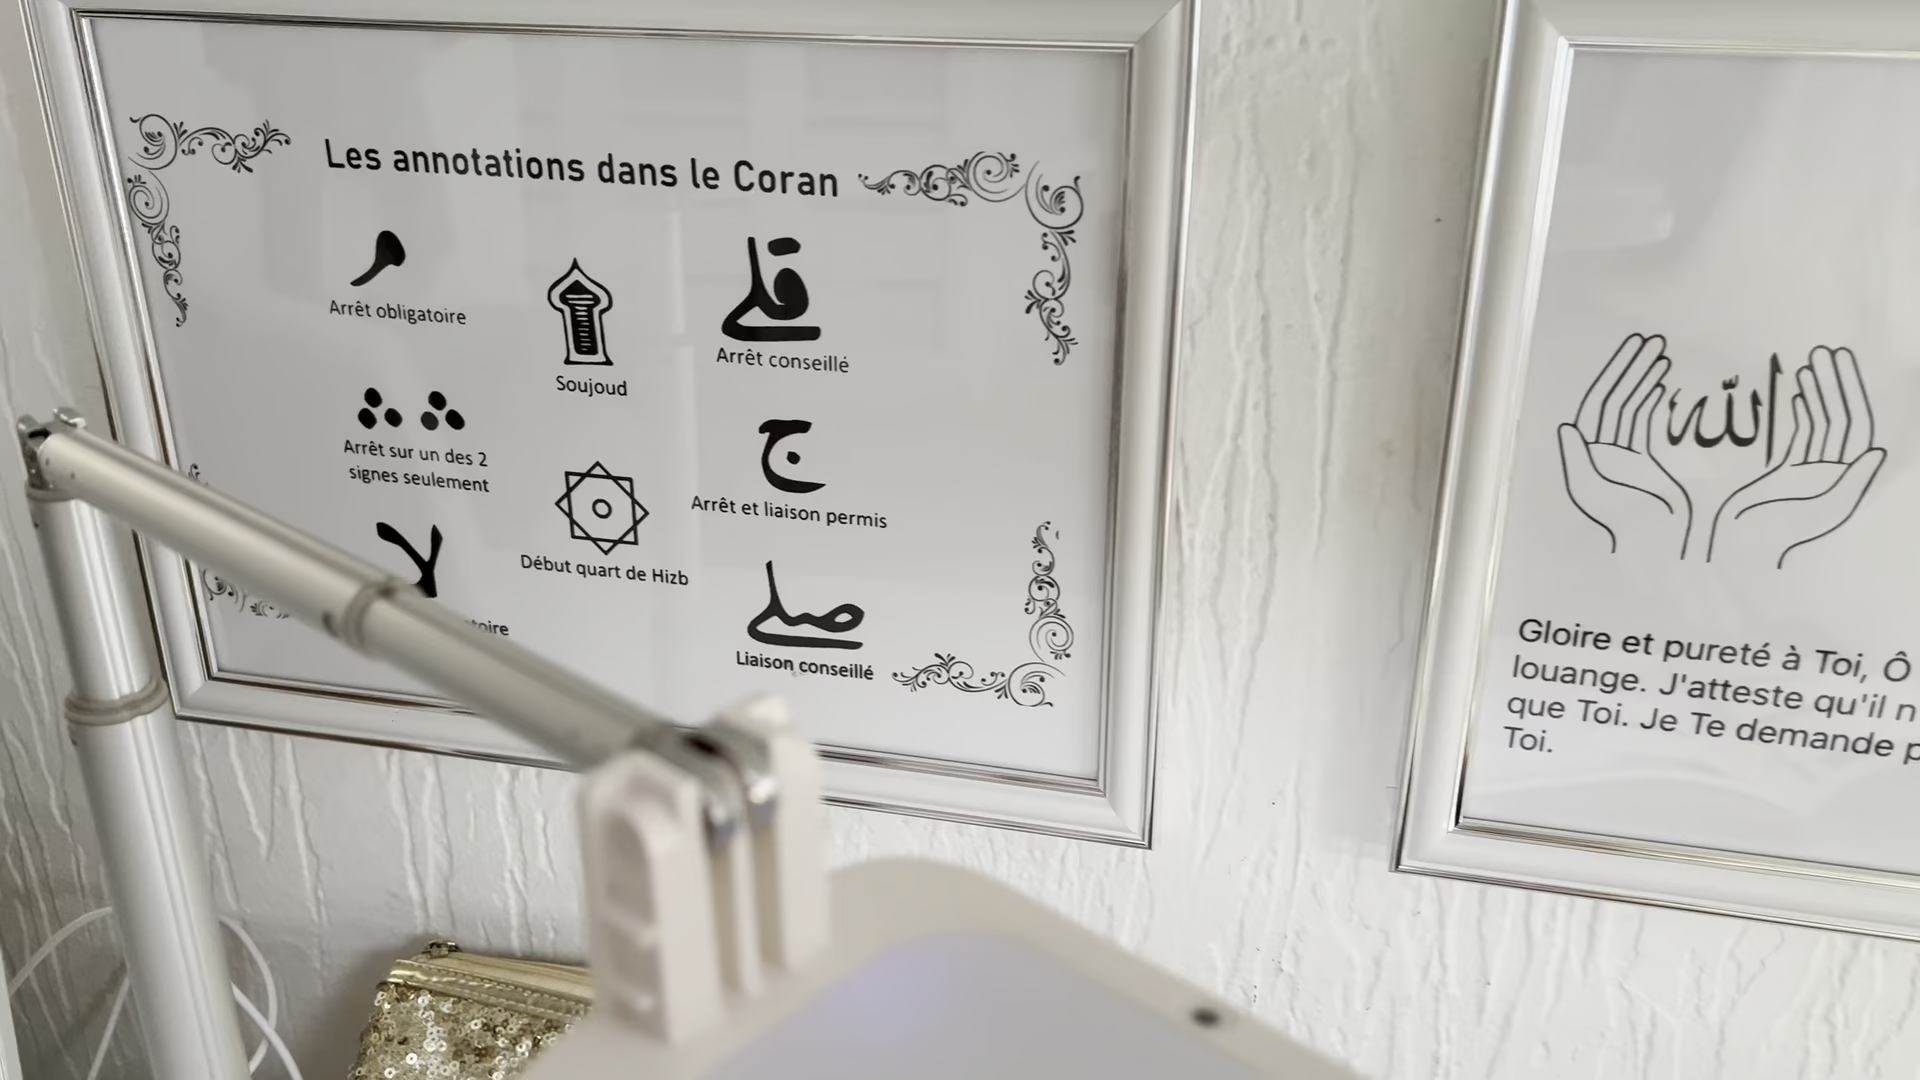 Les annotations dans le Coran
م
Arrêt obligatoire
Soujoud
قلى
Arrêt conseillé
Arrêt sur un des 2
signes seulement
ج
Arrêt et liaison permis
Début quart de Hizb
لا
صلى
Liaison conseillé
الله
Gloire et pureté à Toi, Ô
louange. J'atteste qu'il n
que Toi. Je Te demande p
Toi.